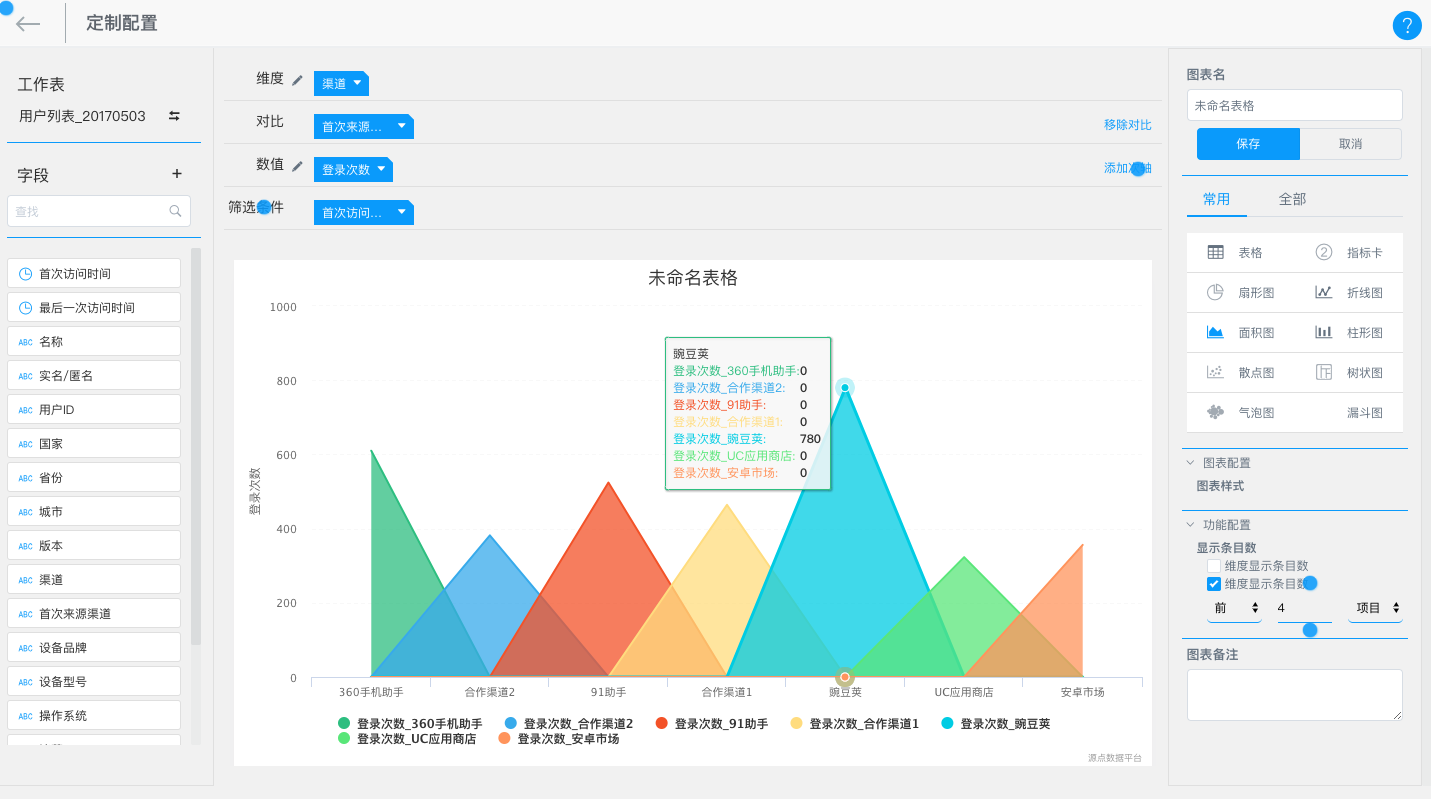 定制配置
?
工作表
用户列表_20170503
字段
+
查找
首次访问时间
最后一次访问时间
ABC 名称
ABC 实名/匿名
ABC 用户ID
ABC 国家
ABC 省份
ABC 城市
ABC 版本
ABC 渠道
ABC 首次来源渠道
ABC 设备品牌
ABC 设备型号
ABC 操作系统
维度
渠道
对比
首次来源...
移除对比
数值
登录次数
添加次轴
筛选条件
首次访问...
未命名表格
1000
800
600
400
200
0
登录次数
豌豆荚
登录次数_360手机助手:0
登录次数_合作渠道2: 0
登录次数_91助手: 0
登录次数_合作渠道1: 0
登录次数_豌豆荚: 780
登录次数_UC应用商店: 0
登录次数_安卓市场: 0
360手机助手
合作渠道2
91助手
合作渠道1
豌豆荚
UC应用商店
安卓市场
登录次数_360手机助手 登录次数_合作渠道2 登录次数_91助手 登录次数_合作渠道1 登录次数_豌豆荚
登录次数_UC应用商店 登录次数_安卓市场
源点数据平台
图表名
未命名表格
保存 取消
常用 全部
表格 2 指标卡
扇形图 折线图
面积图 柱形图
散点图 树状图
气泡图 漏斗图
图表配置
图表样式
功能配置
显示条目数
维度显示条目数
维度显示条目数
前 4 项目
图表备注